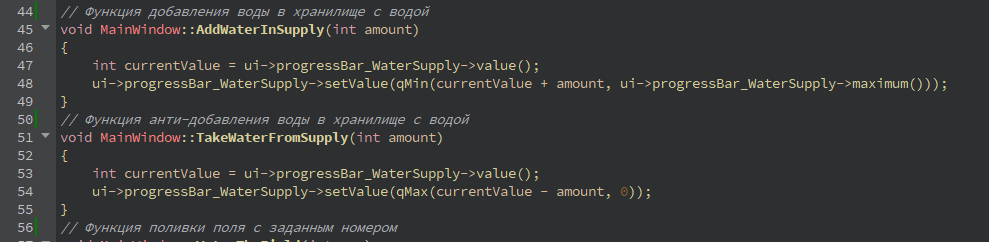 44 // Функция добавления воды в хранилище с водой
45 void MainWindow::AddWaterInSupply(int amount)
46 {
47     int currentValue = ui->progressBar_WaterSupply->value();
48     ui->progressBar_WaterSupply->setValue(qMin(currentValue + amount, ui->progressBar_WaterSupply->maximum()));
49 }
50 // Функция анти-добавления воды в хранилище с водой
51 void MainWindow::TakeWaterFromSupply(int amount)
52 {
53     int currentValue = ui->progressBar_WaterSupply->value();
54     ui->progressBar_WaterSupply->setValue(qMax(currentValue - amount, 0));
55 }
56 // Функция поливки поля с заданным номером